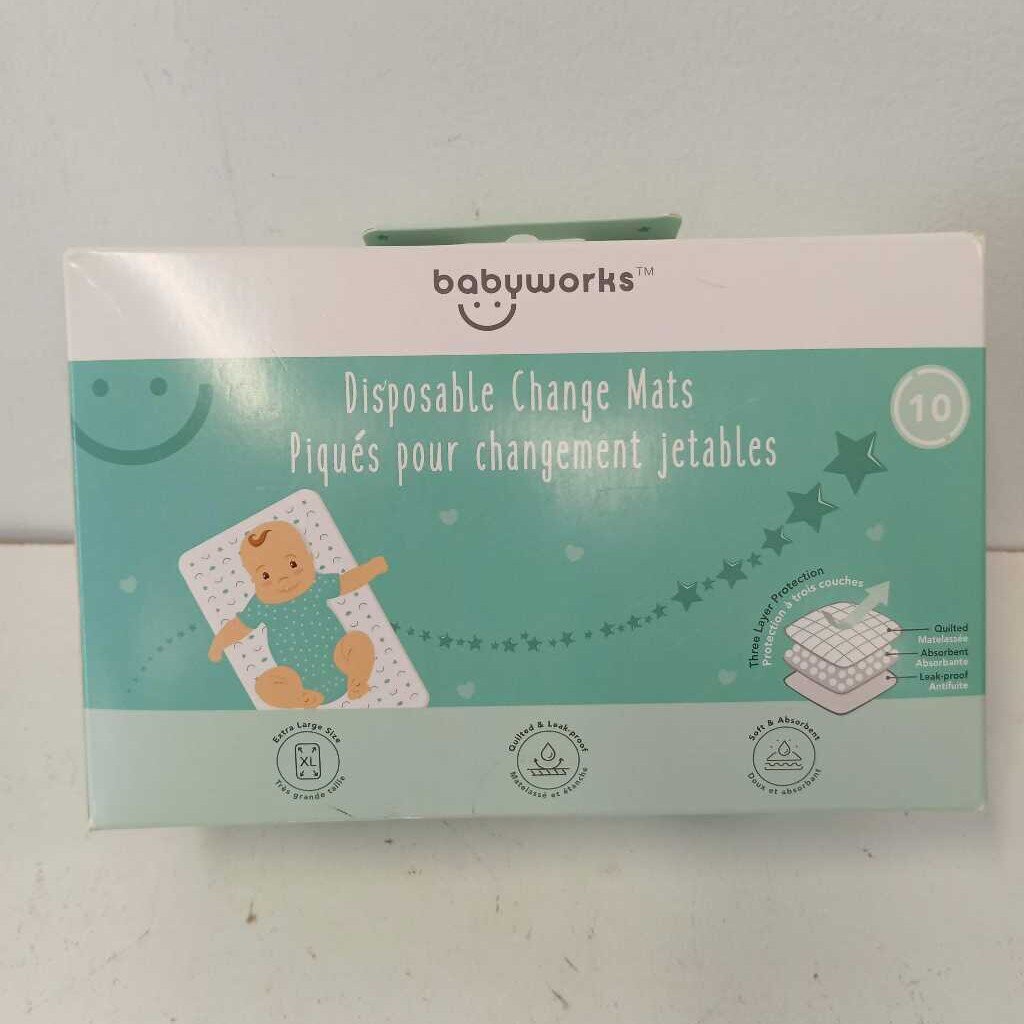 babyworks™
Disposable Change Mats
Piqués pour changement jetables
10
Three Layer Protection
Protection à trois couches
Quilted
Matelassée
Absorbent
Absorbante
Leak-proof
Antifuite
Extra Large Size
XL
Très grande taille
Quilted & Leak-proof
Matelassé et étanche
Soft & Absorbent
Doux et absorbant